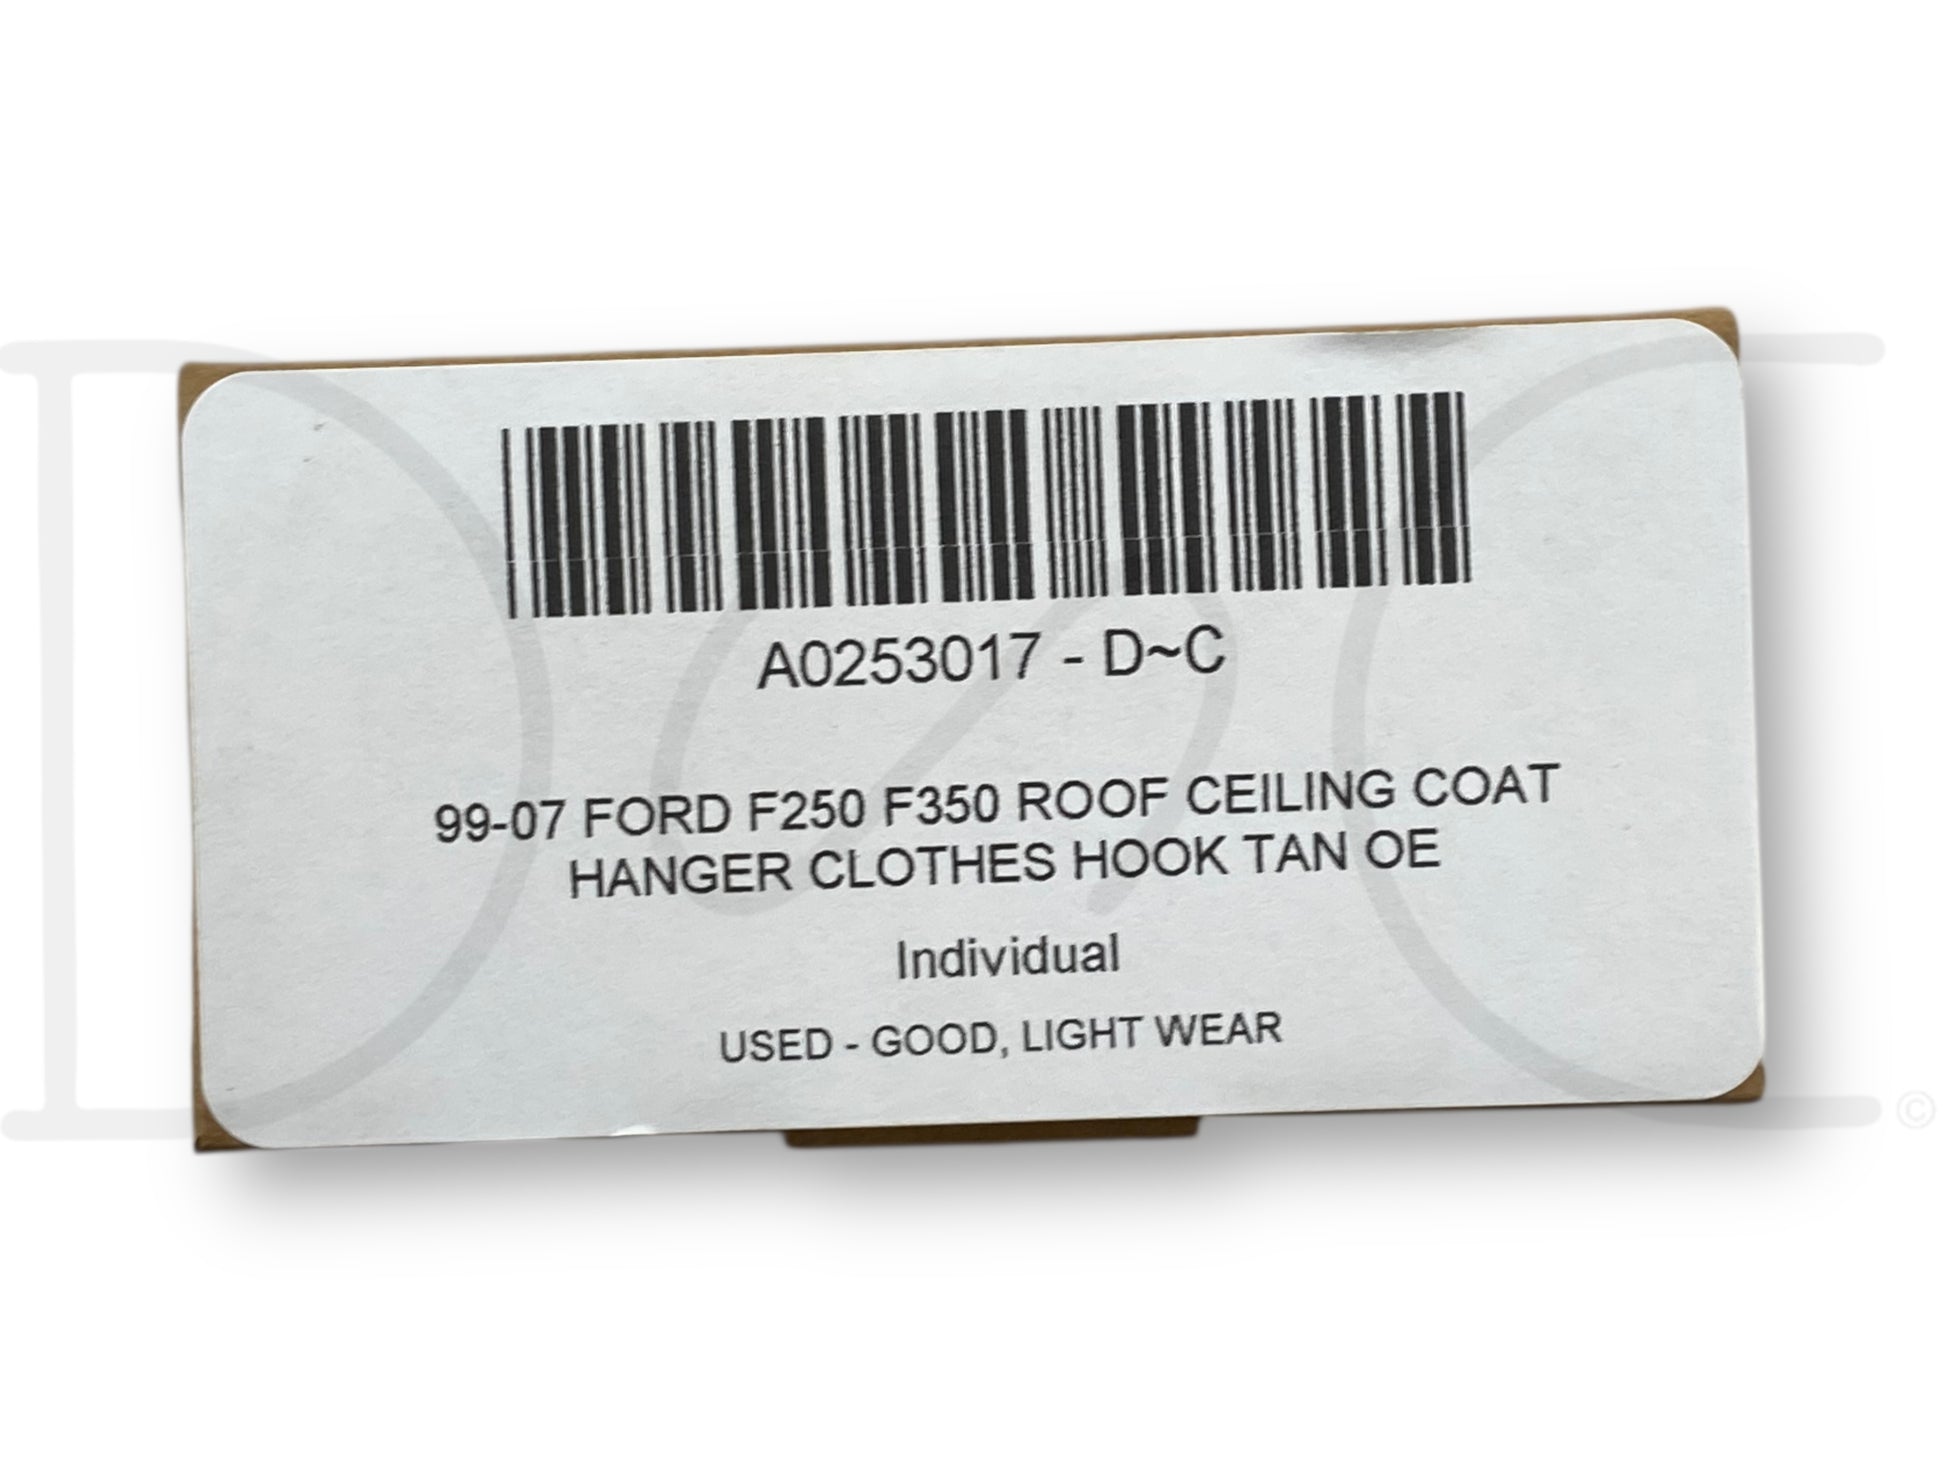 A0253017 - D~C
99-07 FORD F250 F350 ROOF CEILING COAT
HANGER CLOTHES HOOK TAN OE
Individual
USED - GOOD, LIGHT WEAR
D~C
©